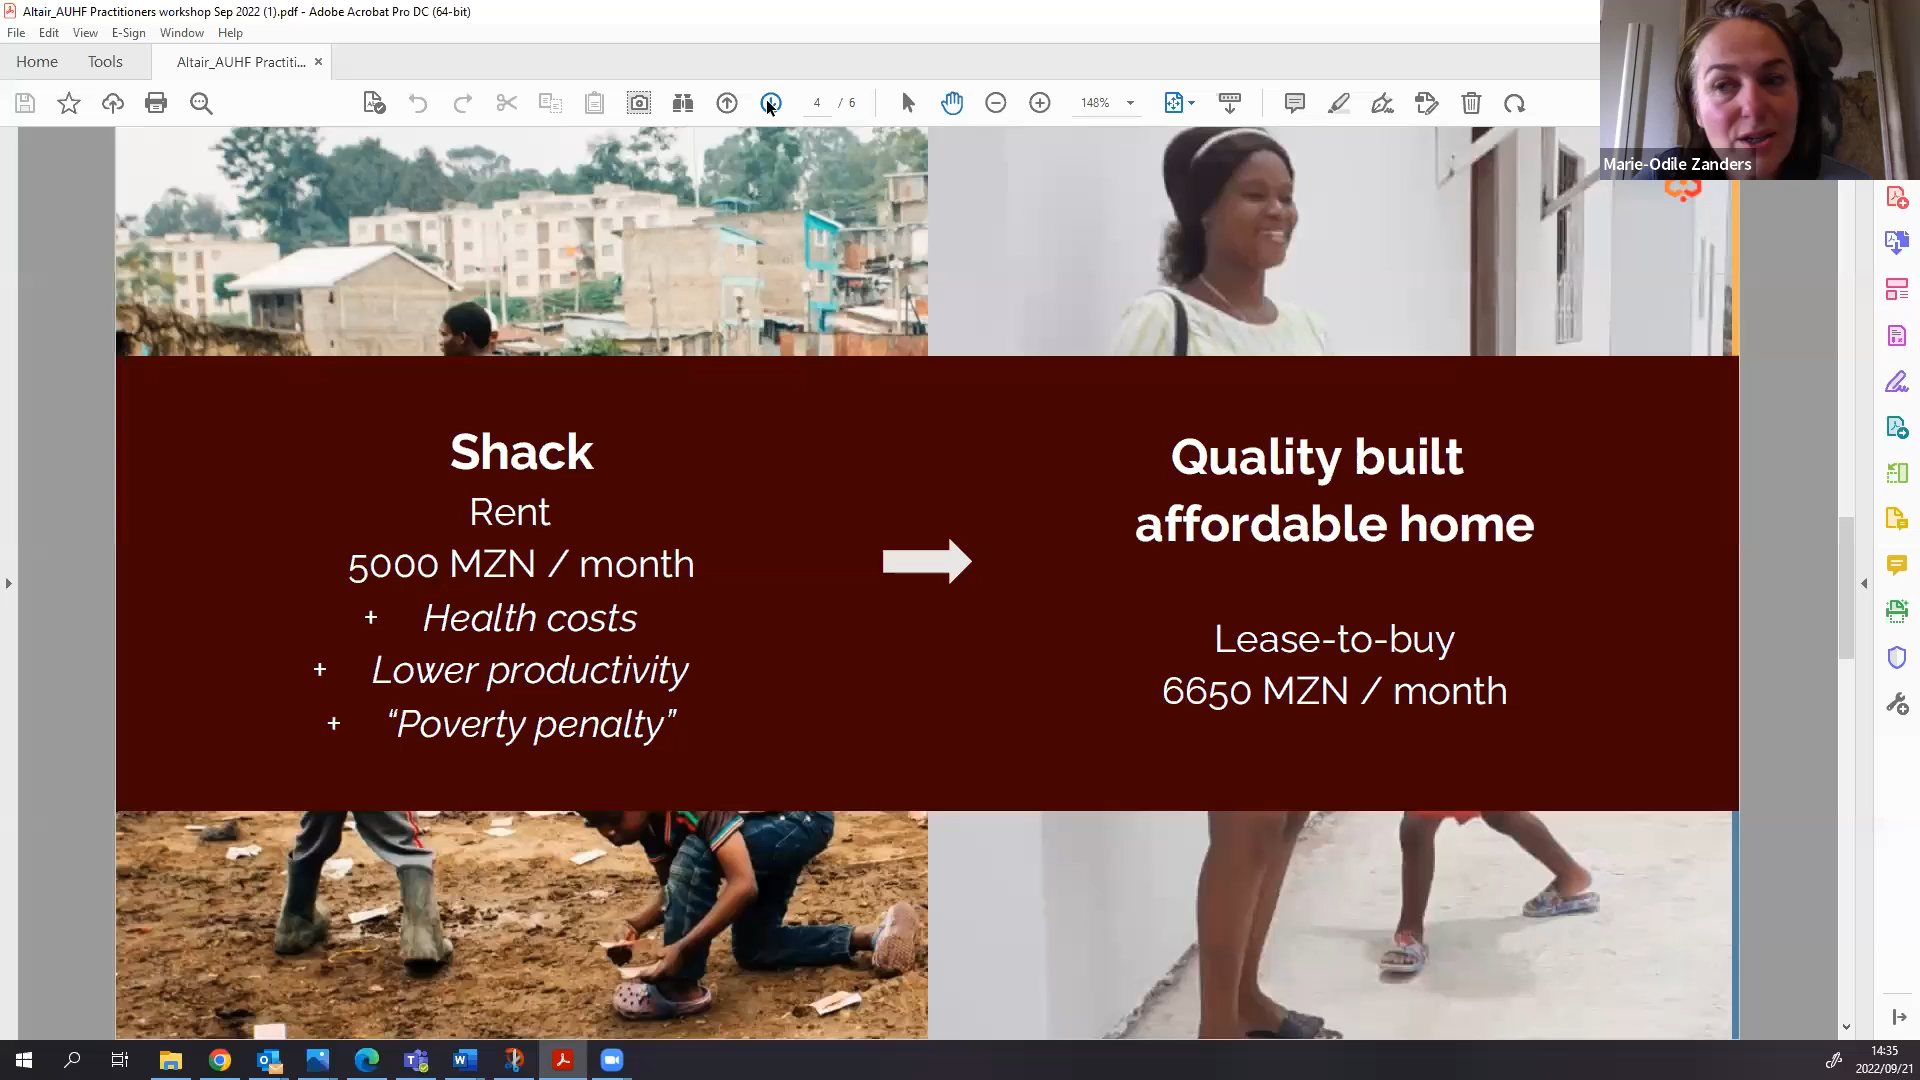 Altair_AUHF Practitioners workshop Sep 2022 (1).pdf - Adobe Acrobat Pro DC (64-bit)
File Edit View E-Sign Window Help
Home Tools Altair_AUHF Practiti... ×
4 / 6 148%
Marie-Odile Zanders
Shack
Rent
5000 MZN / month
+ Health costs
+ Lower productivity
+ “Poverty penalty”
Quality built
affordable home
Lease-to-buy
6650 MZN / month
14:35
2022/09/21